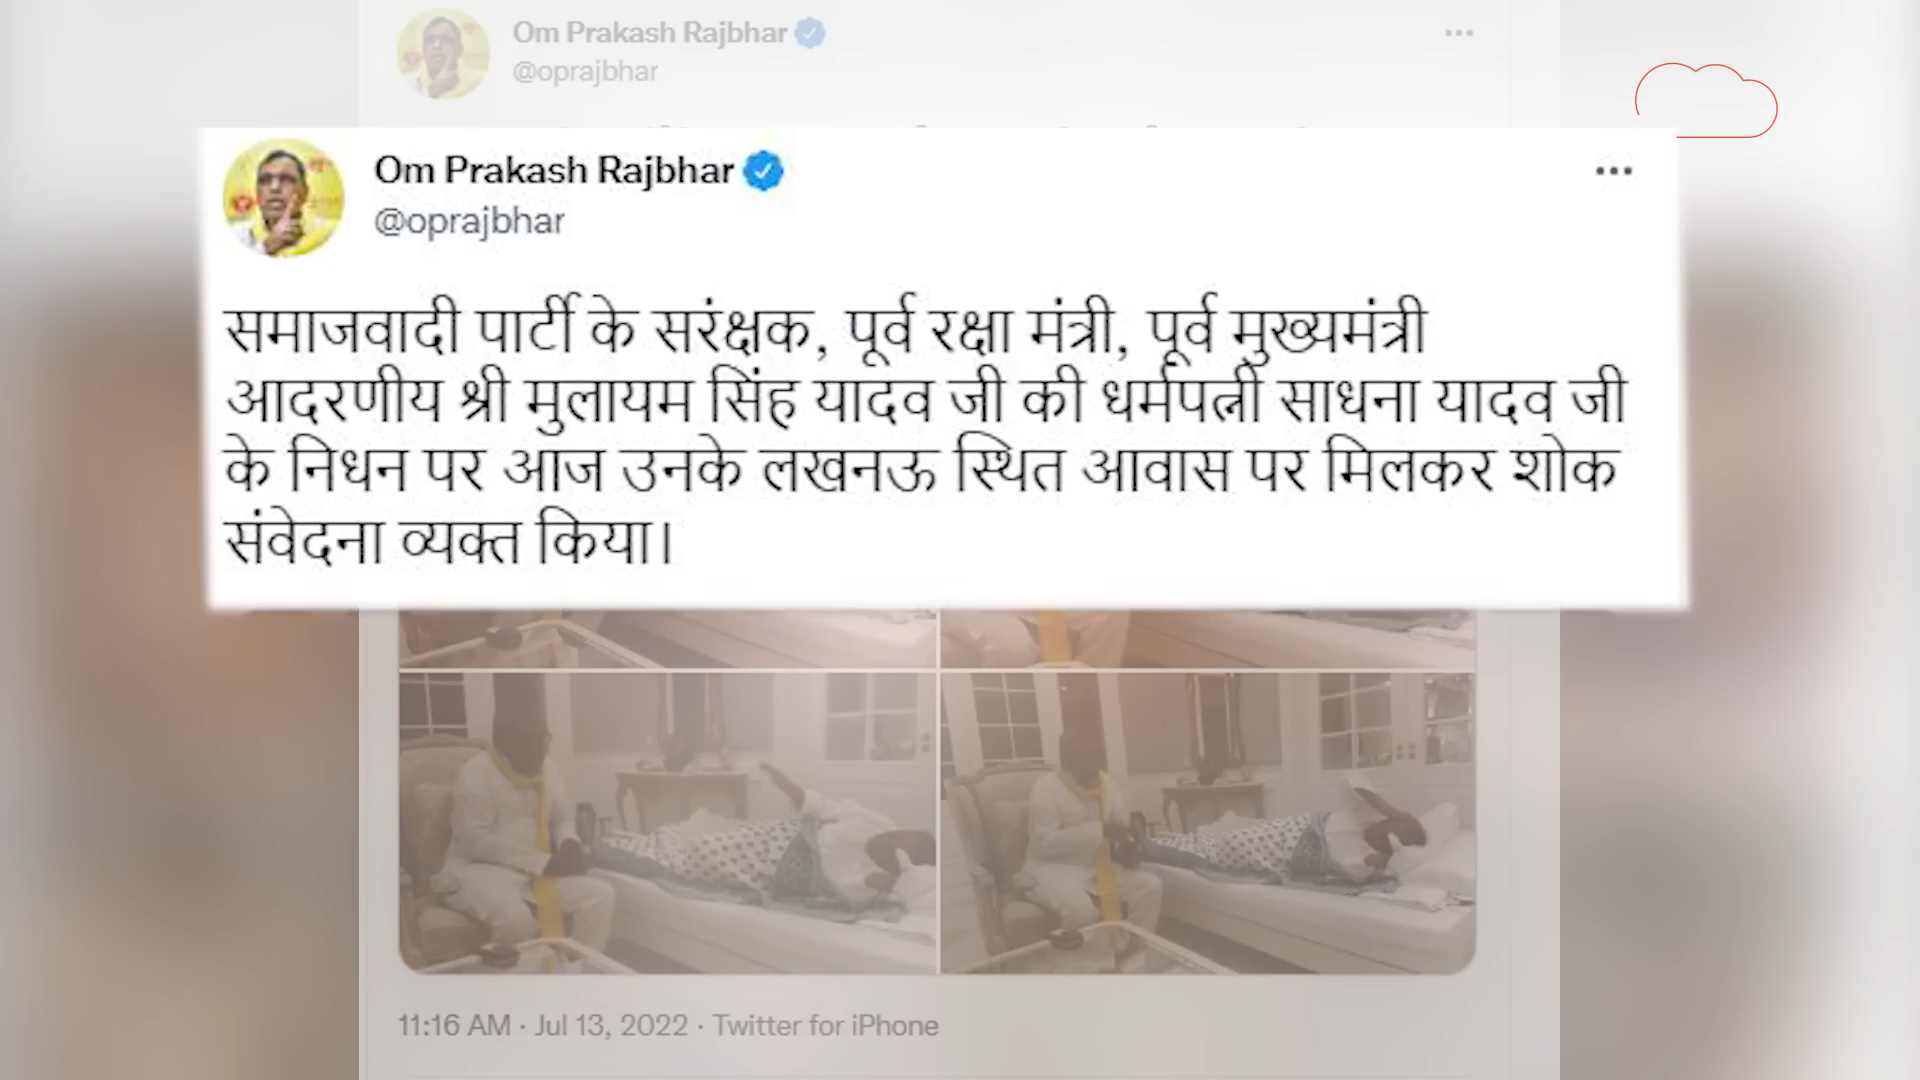 Om Prakash Rajbhar
@oprajbhar
Om Prakash Rajbhar
@oprajbhar
समाजवादी पार्टी के सरंक्षक, पूर्व रक्षा मंत्री, पूर्व मुख्यमंत्री
आदरणीय श्री मुलायम सिंह यादव जी की धर्मपत्नी साधना यादव जी
के निधन पर आज उनके लखनऊ स्थित आवास पर मिलकर शोक
संवेदना व्यक्त किया।
11:16 AM · Jul 13, 2022 · Twitter for iPhone